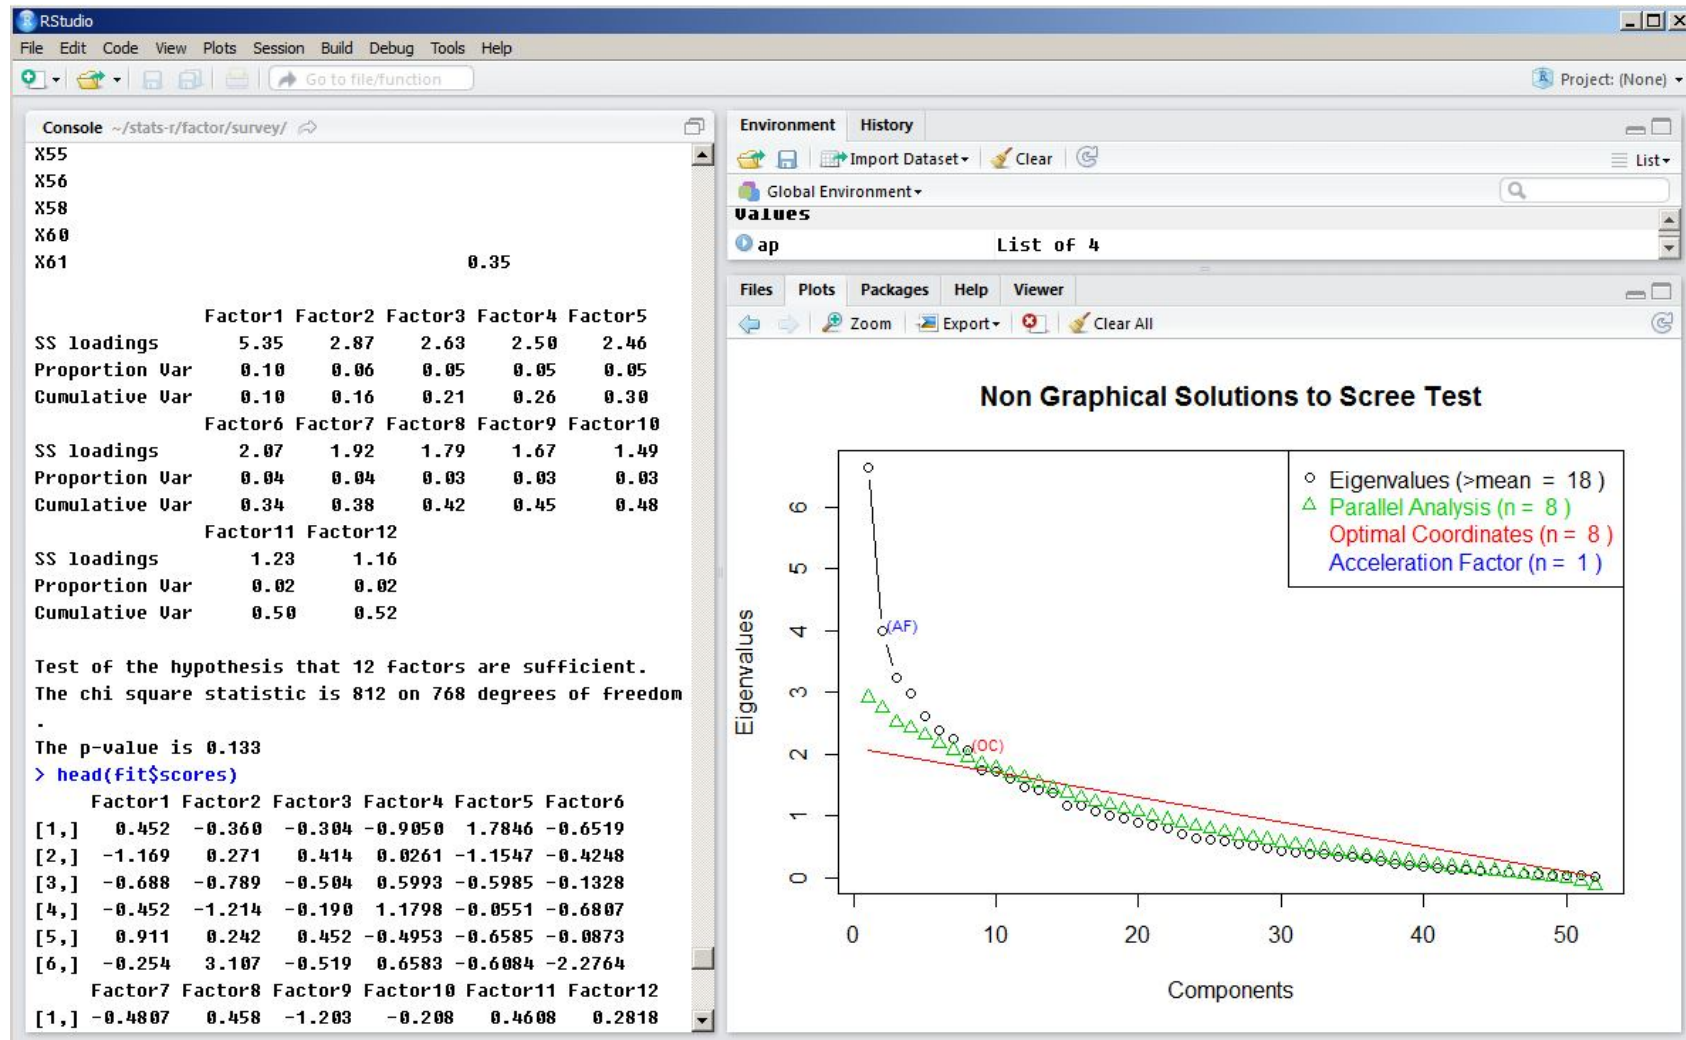 RStudio
File Edit Code View Plots Session Build Debug Tools Help
Go to file/function
Project: (None)
Console ~/stats-r/factor/survey/
X55
X56
X58
X60
X61 0.35
Factor1 Factor2 Factor3 Factor4 Factor5
SS loadings 5.35 2.87 2.63 2.50 2.46
Proportion Var 0.10 0.06 0.05 0.05 0.05
Cumulative Var 0.10 0.16 0.21 0.26 0.30
Factor6 Factor7 Factor8 Factor9 Factor10
SS loadings 2.07 1.92 1.79 1.67 1.49
Proportion Var 0.04 0.04 0.03 0.03 0.03
Cumulative Var 0.34 0.38 0.42 0.45 0.48
Factor11 Factor12
SS loadings 1.23 1.16
Proportion Var 0.02 0.02
Cumulative Var 0.50 0.52
Test of the hypothesis that 12 factors are sufficient.
The chi square statistic is 812 on 768 degrees of freedom
.
The p-value is 0.133
> head(fit$scores)
Factor1 Factor2 Factor3 Factor4 Factor5 Factor6
[1,] 0.452 -0.360 -0.304 -0.9050 1.7846 -0.6519
[2,] -1.169 0.271 0.414 0.0261 -1.1547 -0.4248
[3,] -0.688 -0.789 -0.504 0.5993 -0.5985 -0.1328
[4,] -0.452 -1.214 -0.190 1.1798 -0.0551 -0.6807
[5,] 0.911 0.242 0.452 -0.4953 -0.6585 -0.0873
[6,] -0.254 3.107 -0.519 0.6583 -0.6084 -2.2764
Factor7 Factor8 Factor9 Factor10 Factor11 Factor12
[1,] -0.4807 0.458 -1.203 -0.208 0.4608 0.2818
Environment History
Import Dataset Clear List
Global Environment
Values
ap List of 4
Files Plots Packages Help Viewer
Zoom Export Clear All
Non Graphical Solutions to Scree Test
Eigenvalues (>mean = 18 )
Parallel Analysis (n = 8 )
Optimal Coordinates (n = 8 )
Acceleration Factor (n = 1 )
Eigenvalues
6
5
4
3
2
1
0
(AF)
(OC)
0 10 20 30 40 50
Components